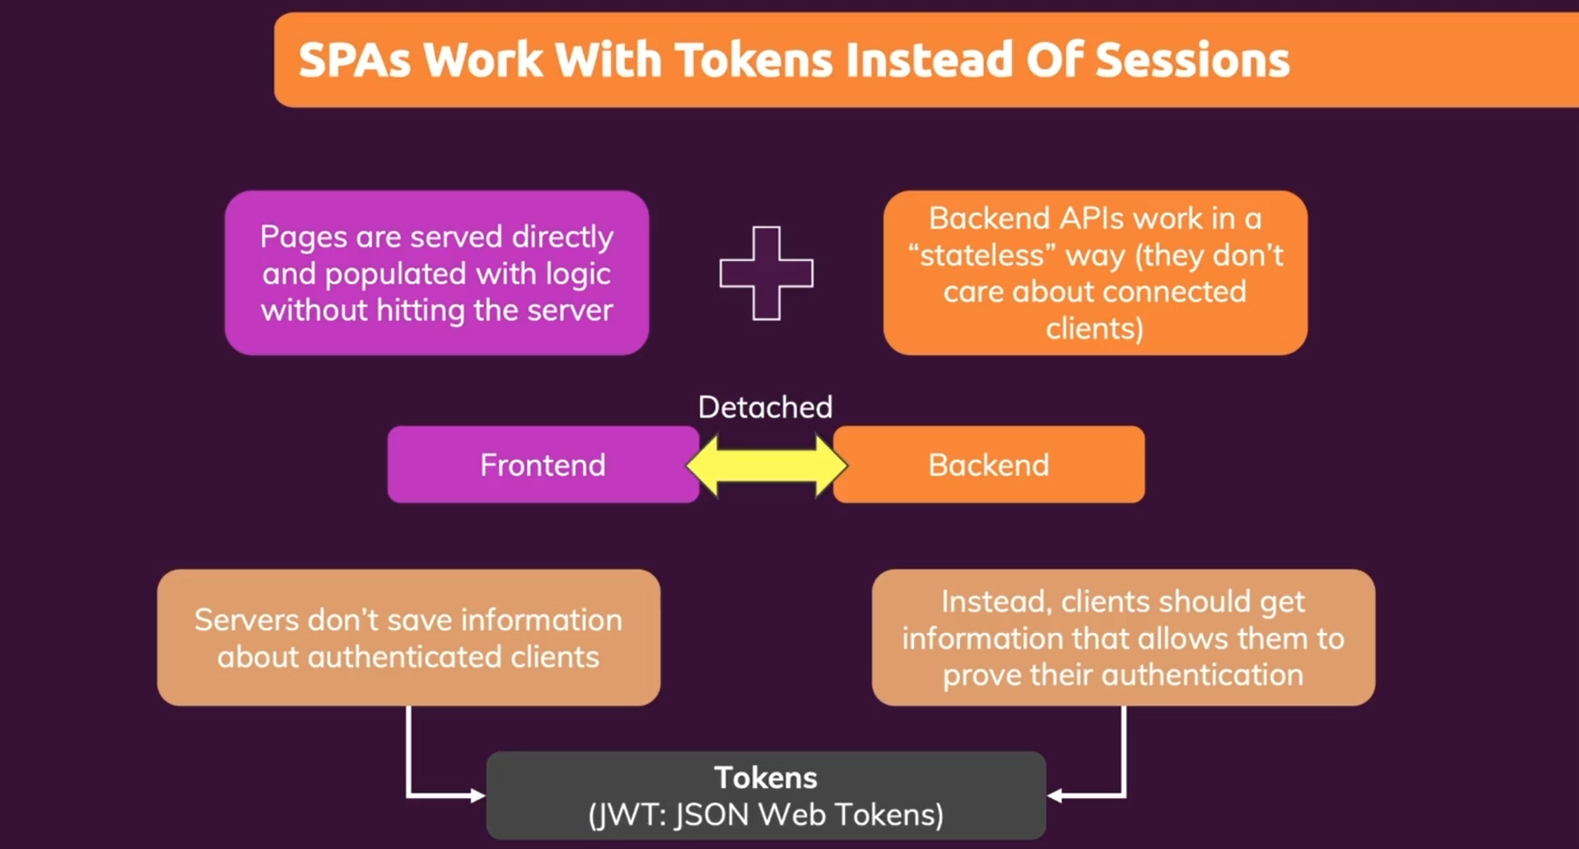 SPAs Work With Tokens Instead Of Sessions
Pages are served directly
and populated with logic
without hitting the server
Backend APIs work in a
“stateless” way (they don’t
care about connected
clients)
Detached
Frontend
Backend
Servers don’t save information
about authenticated clients
Instead, clients should get
information that allows them to
prove their authentication
Tokens
(JWT: JSON Web Tokens)